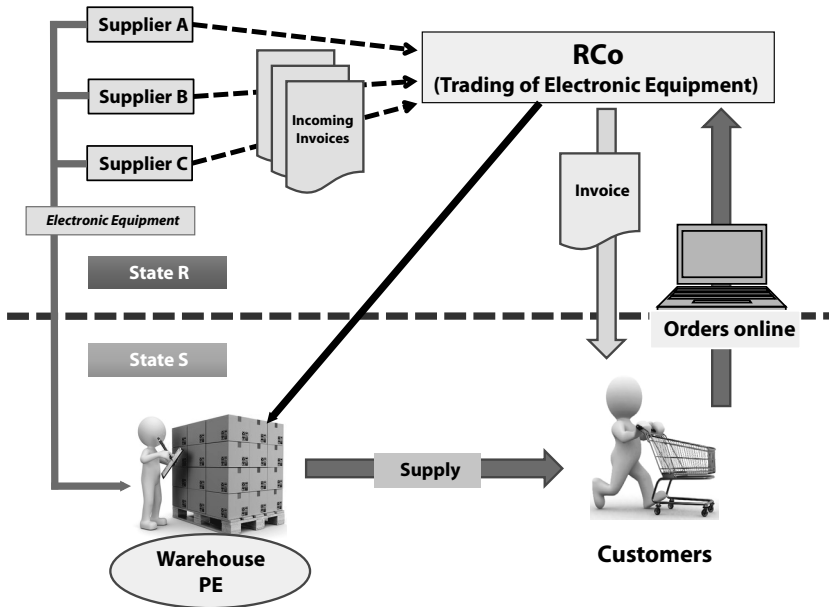 Supplier A
RCo
(Trading of Electronic Equipment)
Supplier B
Incoming
Invoices
Supplier C
Invoice
Electronic Equipment
State R
Orders online
State S
Supply
Warehouse
PE
Customers